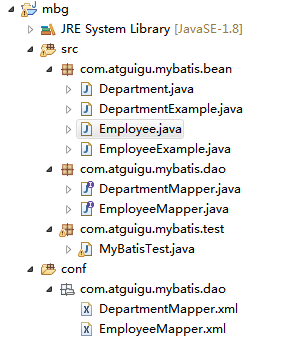 mbg
JRE System Library [JavaSE-1.8]
src
com.atguigu.mybatis.bean
Department.java
DepartmentExample.java
Employee.java
EmployeeExample.java
com.atguigu.mybatis.dao
DepartmentMapper.java
EmployeeMapper.java
com.atguigu.mybatis.test
MyBatisTest.java
conf
com.atguigu.mybatis.dao
DepartmentMapper.xml
EmployeeMapper.xml